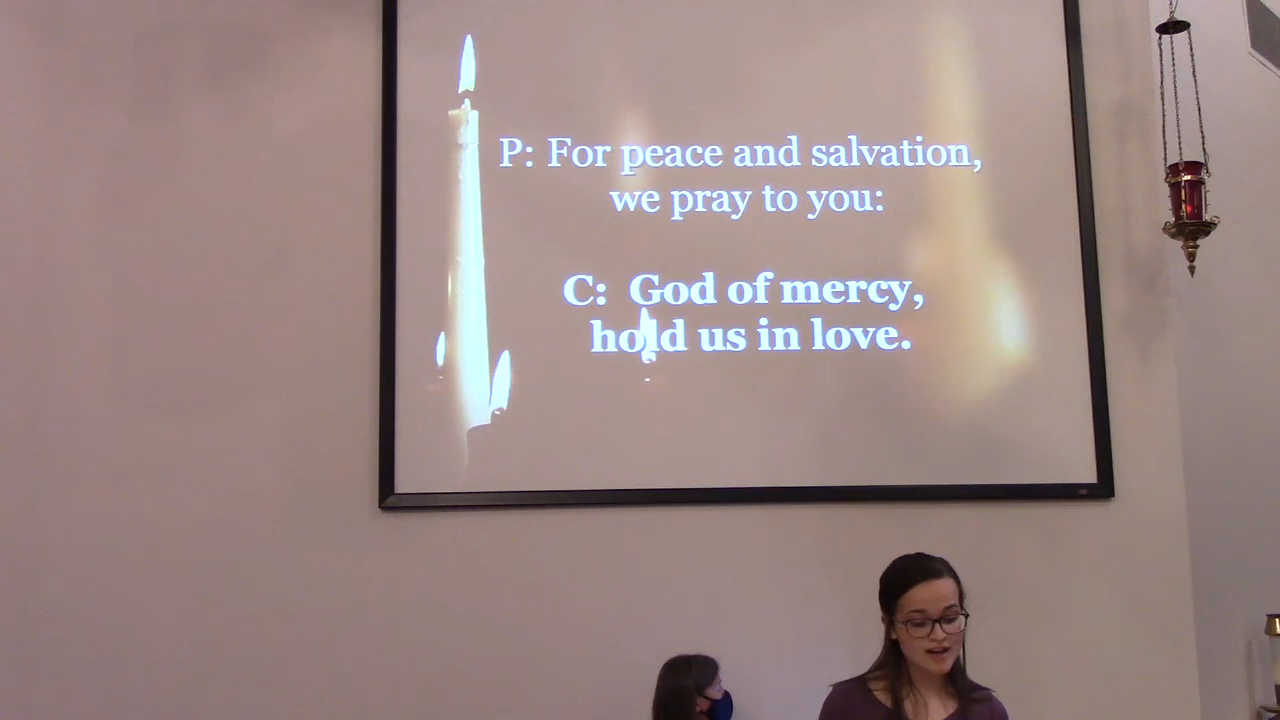 P: For peace and salvation,
we pray to you:
C: God of mercy,
hold us in love.